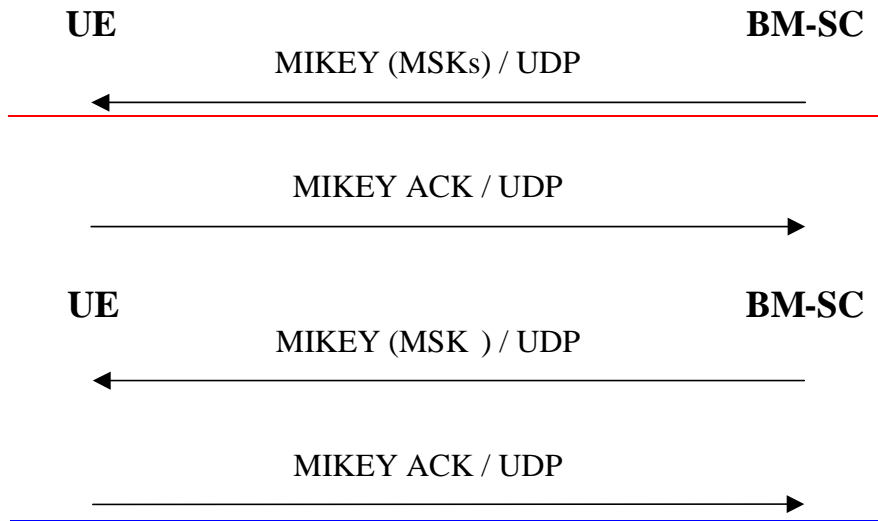 UE BM-SC
MIKEY (MSKs) / UDP
MIKEY ACK / UDP
UE BM-SC
MIKEY (MSK ) / UDP
MIKEY ACK / UDP